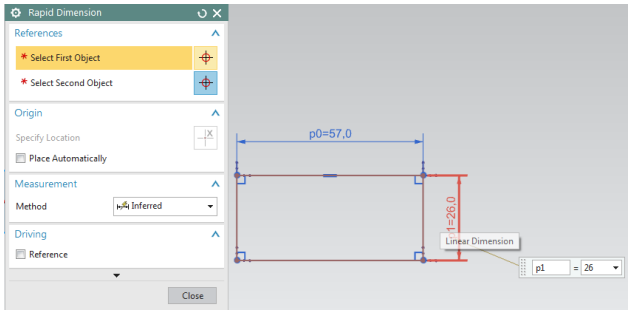 Rapid Dimension
References
* Select First Object
* Select Second Object
Origin
Specify Location
Place Automatically
Measurement
Method
Inferred
Driving
Reference
Close
p0=57,0
p1=26,0
Linear Dimension
p1 = 26